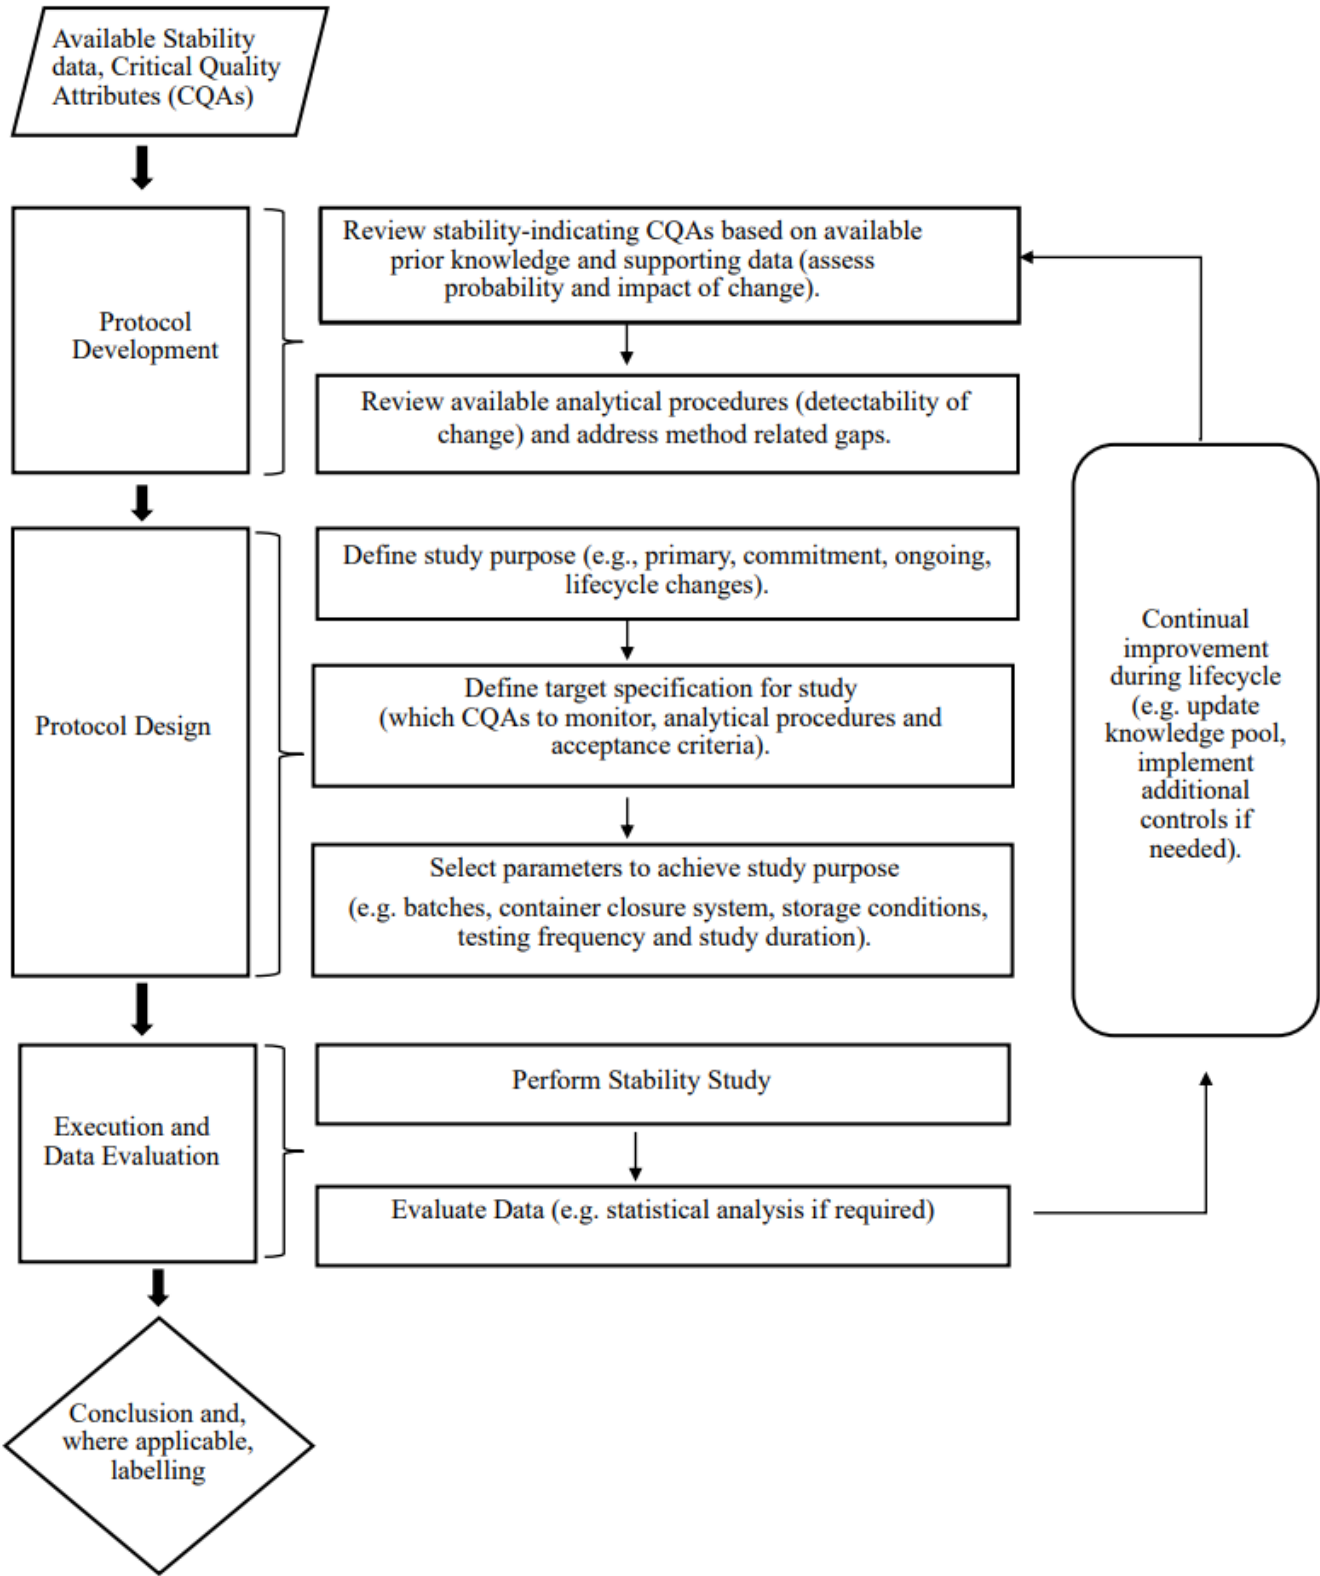 Available Stability
data, Critical Quality
Attributes (CQAs)
Protocol
Development
Review stability-indicating CQAs based on available
prior knowledge and supporting data (assess
probability and impact of change).
Review available analytical procedures (detectability of
change) and address method related gaps.
Protocol Design
Define study purpose (e.g., primary, commitment, ongoing,
lifecycle changes).
Define target specification for study
(which CQAs to monitor, analytical procedures and
acceptance criteria).
Select parameters to achieve study purpose
(e.g. batches, container closure system, storage conditions,
testing frequency and study duration).
Execution and
Data Evaluation
Perform Stability Study
Evaluate Data (e.g. statistical analysis if required)
Continual
improvement
during lifecycle
(e.g. update
knowledge pool,
implement
additional
controls if
needed).
Conclusion and,
where applicable,
labelling